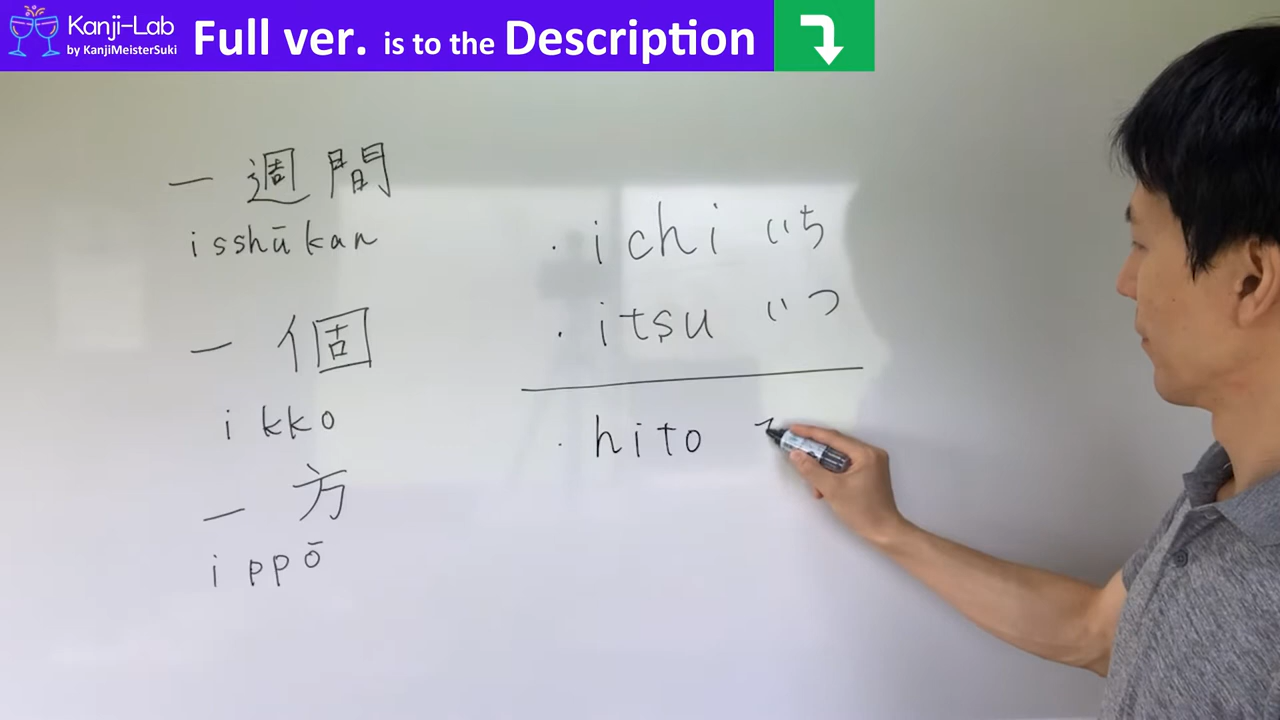 Kanji-Lab
by KanjiMeisterSuki
Full ver. is to the Description
一週間
isshūkan
一個
ikko
一方
ippō
・ichi いち
・itsu いつ
・hito